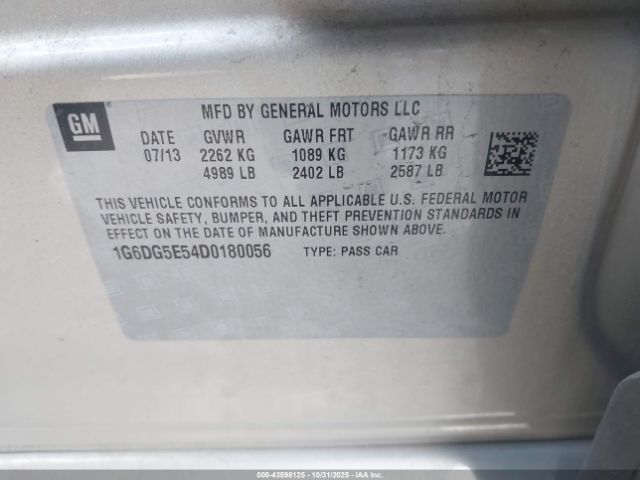 GM
MFD BY GENERAL MOTORS LLC
DATE GVWR GAWR FRT GAWR RR
07/13 2262 KG 1089 KG 1173 KG
4989 LB 2402 LB 2587 LB
THIS VEHICLE CONFORMS TO ALL APPLICABLE U.S. FEDERAL MOTOR
VEHICLE SAFETY, BUMPER, AND THEFT PREVENTION STANDARDS IN
EFFECT ON THE DATE OF MANUFACTURE SHOWN ABOVE.
1G6DG5E54D0180056 TYPE: PASS CAR
000-43598125 - 10/31/2025 - IAA Inc.